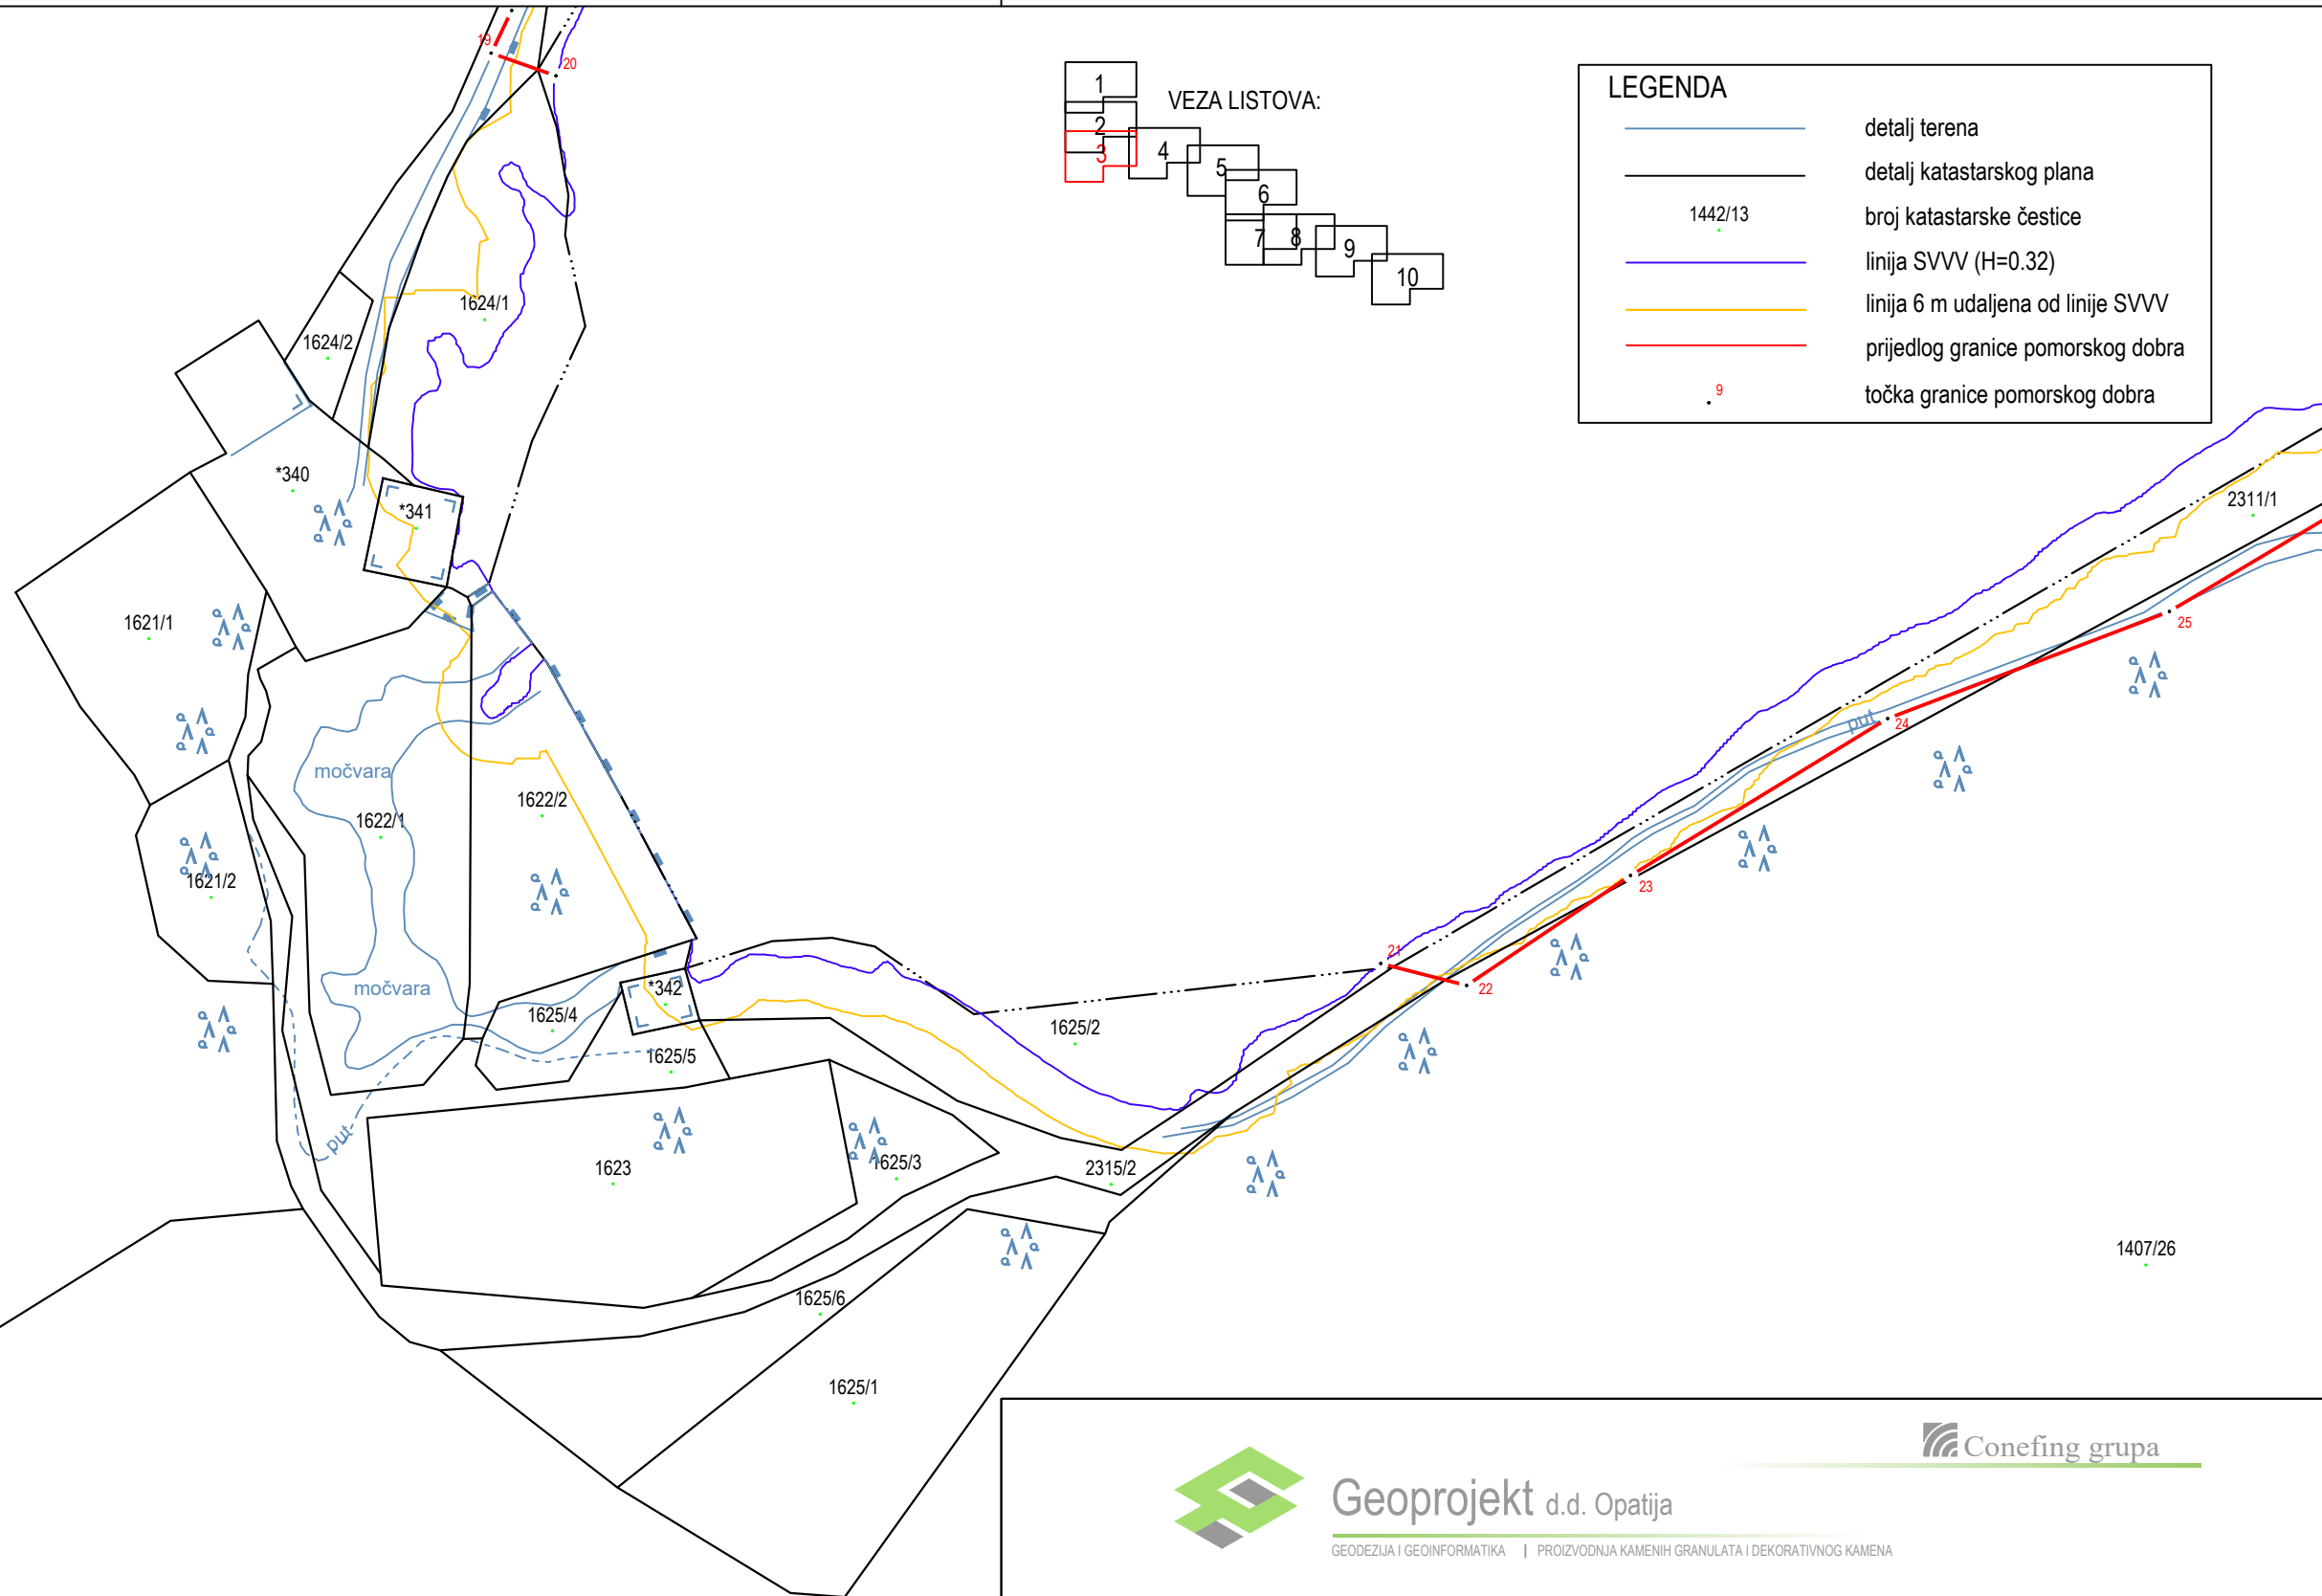 19
20
1
2
3
4
5
6
7
8
9
10
VEZA LISTOVA:
LEGENDA
detalj terena
detalj katastarskog plana
1442/13
broj katastarske čestice
linija SVVV (H=0.32)
linija 6 m udaljena od linije SVVV
prijedlog granice pomorskog dobra
9
točka granice pomorskog dobra
1624/1
1624/2
*340
*341
2311/1
1621/1
25
24
put
močvara
1622/2
1622/1
1621/2
23
21
22
močvara
*342
1625/4
1625/2
1625/5
put
1623
1625/3
2315/2
1407/26
1625/6
1625/1
Conefing grupa
Geoprojekt d.d. Opatija
GEODEZIJA I GEOINFORMATIKA | PROIZVODNJA KAMENIH GRANULATA I DEKORATIVNOG KAMENA